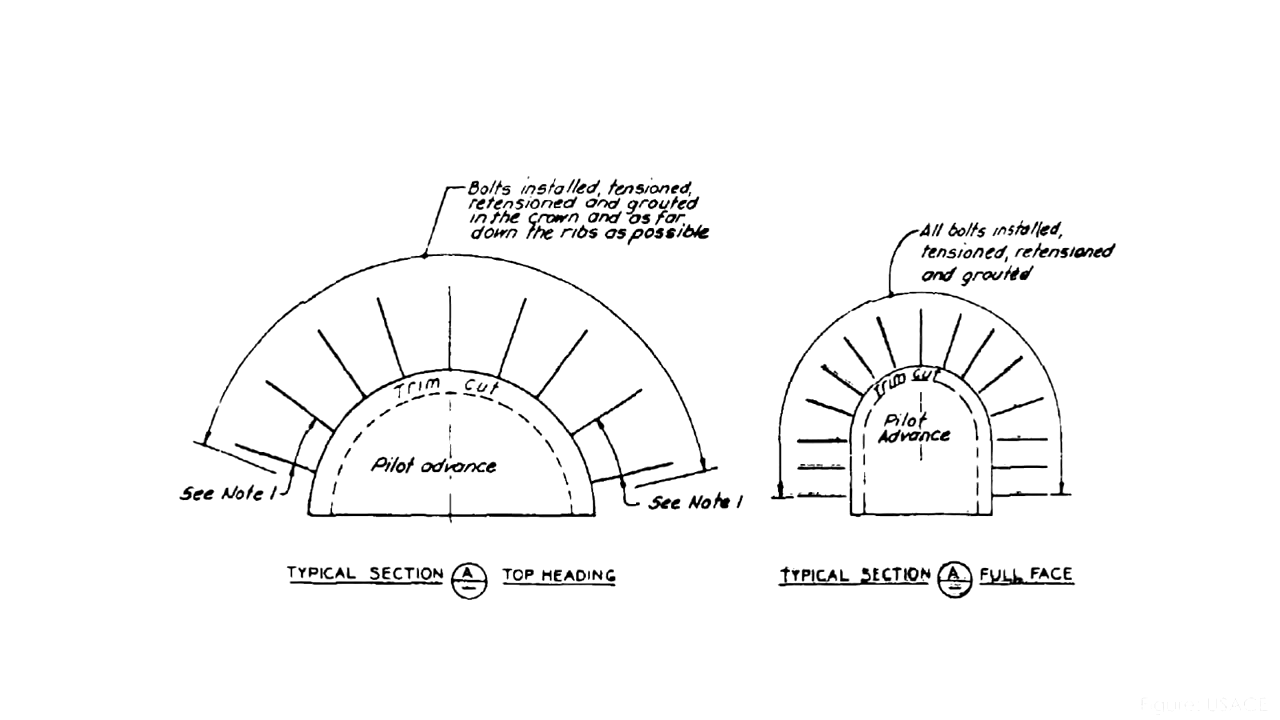 Bolts installed, tensioned,
retensioned and grouted
in the crown and as far
down the ribs as possible
All bolts installed,
tensioned, retensioned
and grouted
Trim cut
Trim cut
Pilot
Advance
Pilot advance
See Note 1
See Note 1
TYPICAL SECTION A TOP HEADING
TYPICAL SECTION A FULL FACE
Figure: USACE